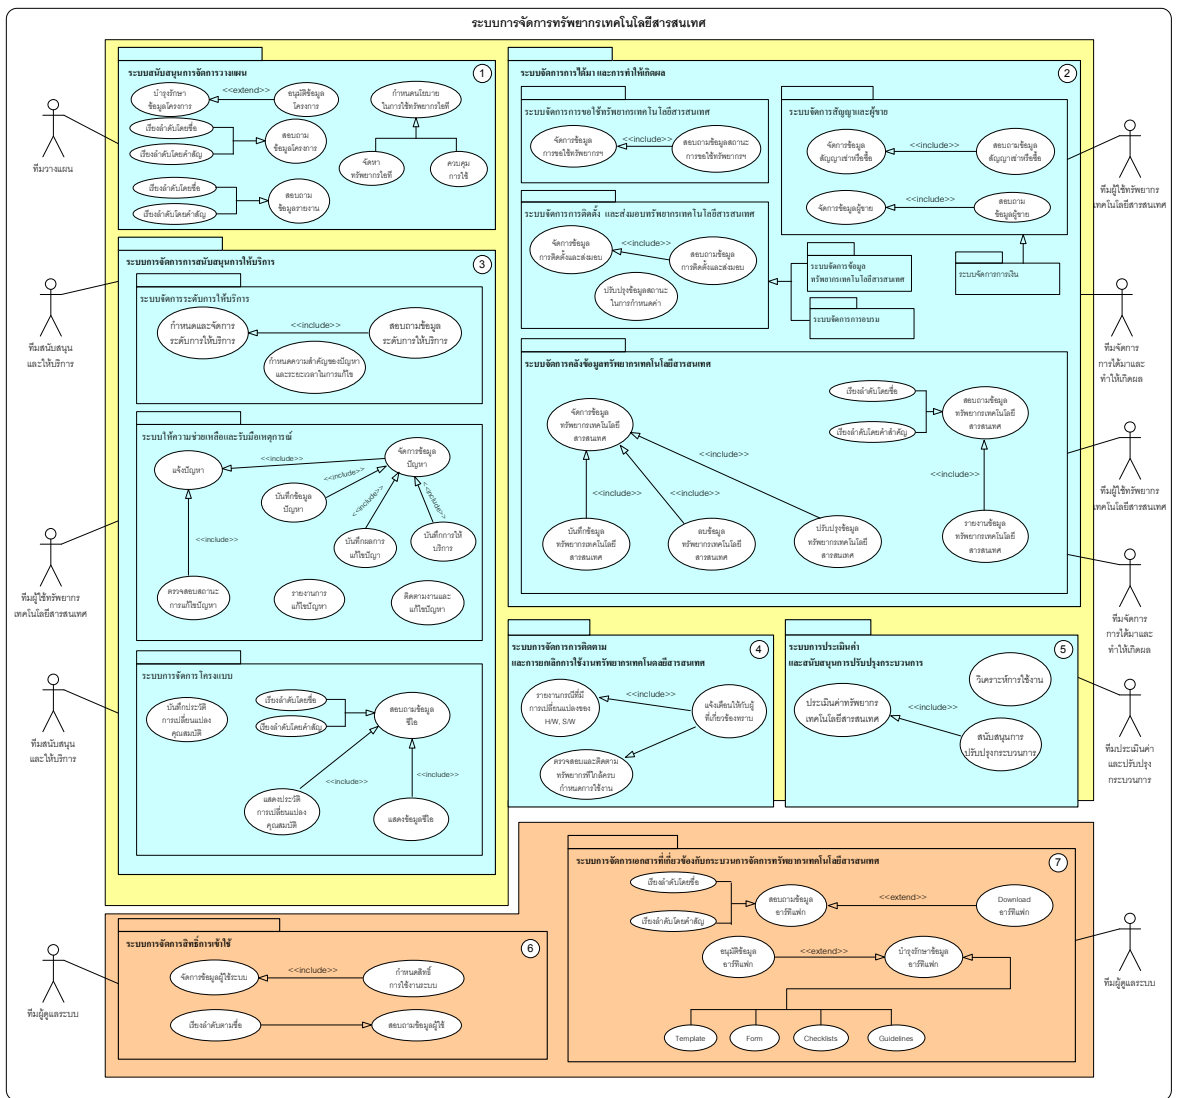 ระบบการจัดการทรัพยากรเทคโนโลยีสารสนเทศ
ระบบสนับสนุนการจัดการวางแผน
1
บำรุงรักษา
ข้อมูลโครงการ
<<extend>>
อนุมัติข้อมูล
โครงการ
เรียงลำดับโดยชื่อ
เรียงลำดับโดยคำสัญ
สอบถาม
ข้อมูลโครงการ
กำหนดนโยบาย
ในการใช้ทรัพยากรไอที
จัดหา
ทรัพยากรไอที
ควบคุม
การใช้
เรียงลำดับโดยชื่อ
เรียงลำดับโดยคำสัญ
สอบถาม
ข้อมูลรายงาน
ทีมวางแผน
ระบบจัดการการได้มา และการทำให้เกิดผล
2
ระบบจัดการการขอใช้ทรัพยากรเทคโนโลยีสารสนเทศ
จัดการข้อมูล
การขอใช้ทรัพยากรฯ
<<include>>
สอบถามข้อมูลสถานะ
การขอใช้ทรัพยากรฯ
ระบบจัดการสัญญาและผู้ขาย
จัดการข้อมูล
สัญญาเช่าหรือซื้อ
<<include>>
สอบถามข้อมูล
สัญญาเช่าหรือซื้อ
จัดการข้อมูลผู้ขาย
<<include>>
สอบถาม
ข้อมูลผู้ขาย
ระบบจัดการการติดตั้ง และส่งมอบทรัพยากรเทคโนโลยีสารสนเทศ
จัดการข้อมูล
การติดตั้งและส่งมอบ
<<include>>
สอบถามข้อมูล
การติดตั้งและส่งมอบ
ปรับปรุงข้อมูลสถานะ
ในการกำหนดค่า
ระบบจัดการข้อมูล
ทรัพยากรเทคโนโลยีสารสนเทศ
ระบบจัดการการอบรม
ระบบจัดการการเงิน
ระบบจัดการคลังข้อมูลทรัพยากรเทคโนโลยีสารสนเทศ
จัดการข้อมูล
ทรัพยากรเทคโนโลยี
สารสนเทศ
เรียงลำดับโดยชื่อ
เรียงลำดับโดยคำสำคัญ
สอบถามข้อมูล
ทรัพยากรเทคโนโลยี
สารสนเทศ
<<include>>
<<include>>
<<include>>
<<include>>
บันทึกข้อมูล
ทรัพยากรเทคโนโลยี
สารสนเทศ
ลบข้อมูล
ทรัพยากรเทคโนโลยี
สารสนเทศ
ปรับปรุงข้อมูล
ทรัพยากรเทคโนโลยี
สารสนเทศ
รายงานข้อมูล
ทรัพยากรเทคโนโลยี
สารสนเทศ
ทีมผู้ใช้ทรัพยากร
เทคโนโลยีสารสนเทศ
ทีมจัดการ
การได้มาและ
ทำให้เกิดผล
ทีมผู้ใช้ทรัพยากร
เทคโนโลยีสารสนเทศ
ทีมจัดการ
การได้มาและ
ทำให้เกิดผล
ระบบการจัดการการสนับสนุนการให้บริการ
3
ระบบจัดการระดับการให้บริการ
กำหนดและจัดการ
ระดับการให้บริการ
<<include>>
สอบถามข้อมูล
ระดับการให้บริการ
กำหนดความสำคัญของปัญหา
และระยะเวลาในการแก้ไข
ระบบให้ความช่วยเหลือและรับมือเหตุการณ์
แจ้งปัญหา
<<include>>
จัดการข้อมูล
ปัญหา
บันทึกข้อมูล
ปัญหา
<<include>>
<<include>>
<<include>>
บันทึกผลการ
แก้ไขปัญหา
บันทึกการให้
บริการ
<<include>>
ตรวจสอบสถานะ
การแก้ไขปัญหา
รายงานการ
แก้ไขปัญหา
ติดตามงานและ
แก้ไขปัญหา
ระบบการจัดการโครงแบบ
บันทึกประวัติ
การเปลี่ยนแปลง
คุณสมบัติ
เรียงลำดับโดยชื่อ
เรียงลำดับโดยคำสัญ
สอบถามข้อมูล
ซีไอ
<<include>>
<<include>>
แสดงประวัติ
การเปลี่ยนแปลง
คุณสมบัติ
แสดงข้อมูลซีไอ
ทีมสนับสนุน
และให้บริการ
ทีมผู้ใช้ทรัพยากร
เทคโนโลยีสารสนเทศ
ทีมสนับสนุน
และให้บริการ
ระบบการจัดการการติดตาม
และการยกเลิกการใช้งานทรัพยากรเทคโนตลยีสารสนเทศ
4
รายงานกรณีที่มี
การเปลี่ยนแปลงของ
H/W, S/W
<<include>>
แจ้งเตือนให้กับผู้
ที่เกี่ยวข้องทราบ
ตรวจสอบและติดตาม
ทรัพยากรที่ใกล้ครบ
กำหนดการใช้งาน
ระบบการประเมินค่า
และสนับสนุนการปรับปรุงกระบวนการ
5
วิเคราะห์การใช้งาน
ประเมินค่าทรัพยากร
เทคโนโลยีสารสนเทศ
<<include>>
สนับสนุนการ
ปรับปรุงกระบวนการ
ทีมประเมินค่า
และปรับปรุง
กระบวนการ
ระบบการจัดการสิทธิ์การเข้าใช้
6
จัดการข้อมูลผู้ใช้ระบบ
<<include>>
กำหนดสิทธิ์
การใช้งานระบบ
เรียงลำดับตามชื่อ
สอบถามข้อมูลผู้ใช้
ทีมผู้ดูแลระบบ
ระบบการจัดการเอกสารที่เกี่ยวข้องกับกระบวนการจัดการทรัพยากรเทคโนโลยีสารสนเทศ
7
เรียงลำดับโดยชื่อ
เรียงลำดับโดยคำสัญ
สอบถามข้อมูล
อาร์ทิแฟก
<<extend>>
Download
อาร์ทิแฟก
อนุมัติข้อมูล
อาร์ทิแฟก
<<extend>>
บำรุงรักษาข้อมูล
อาร์ทิแฟก
Template
Form
Checklists
Guidelines
ทีมผู้ดูแลระบบ